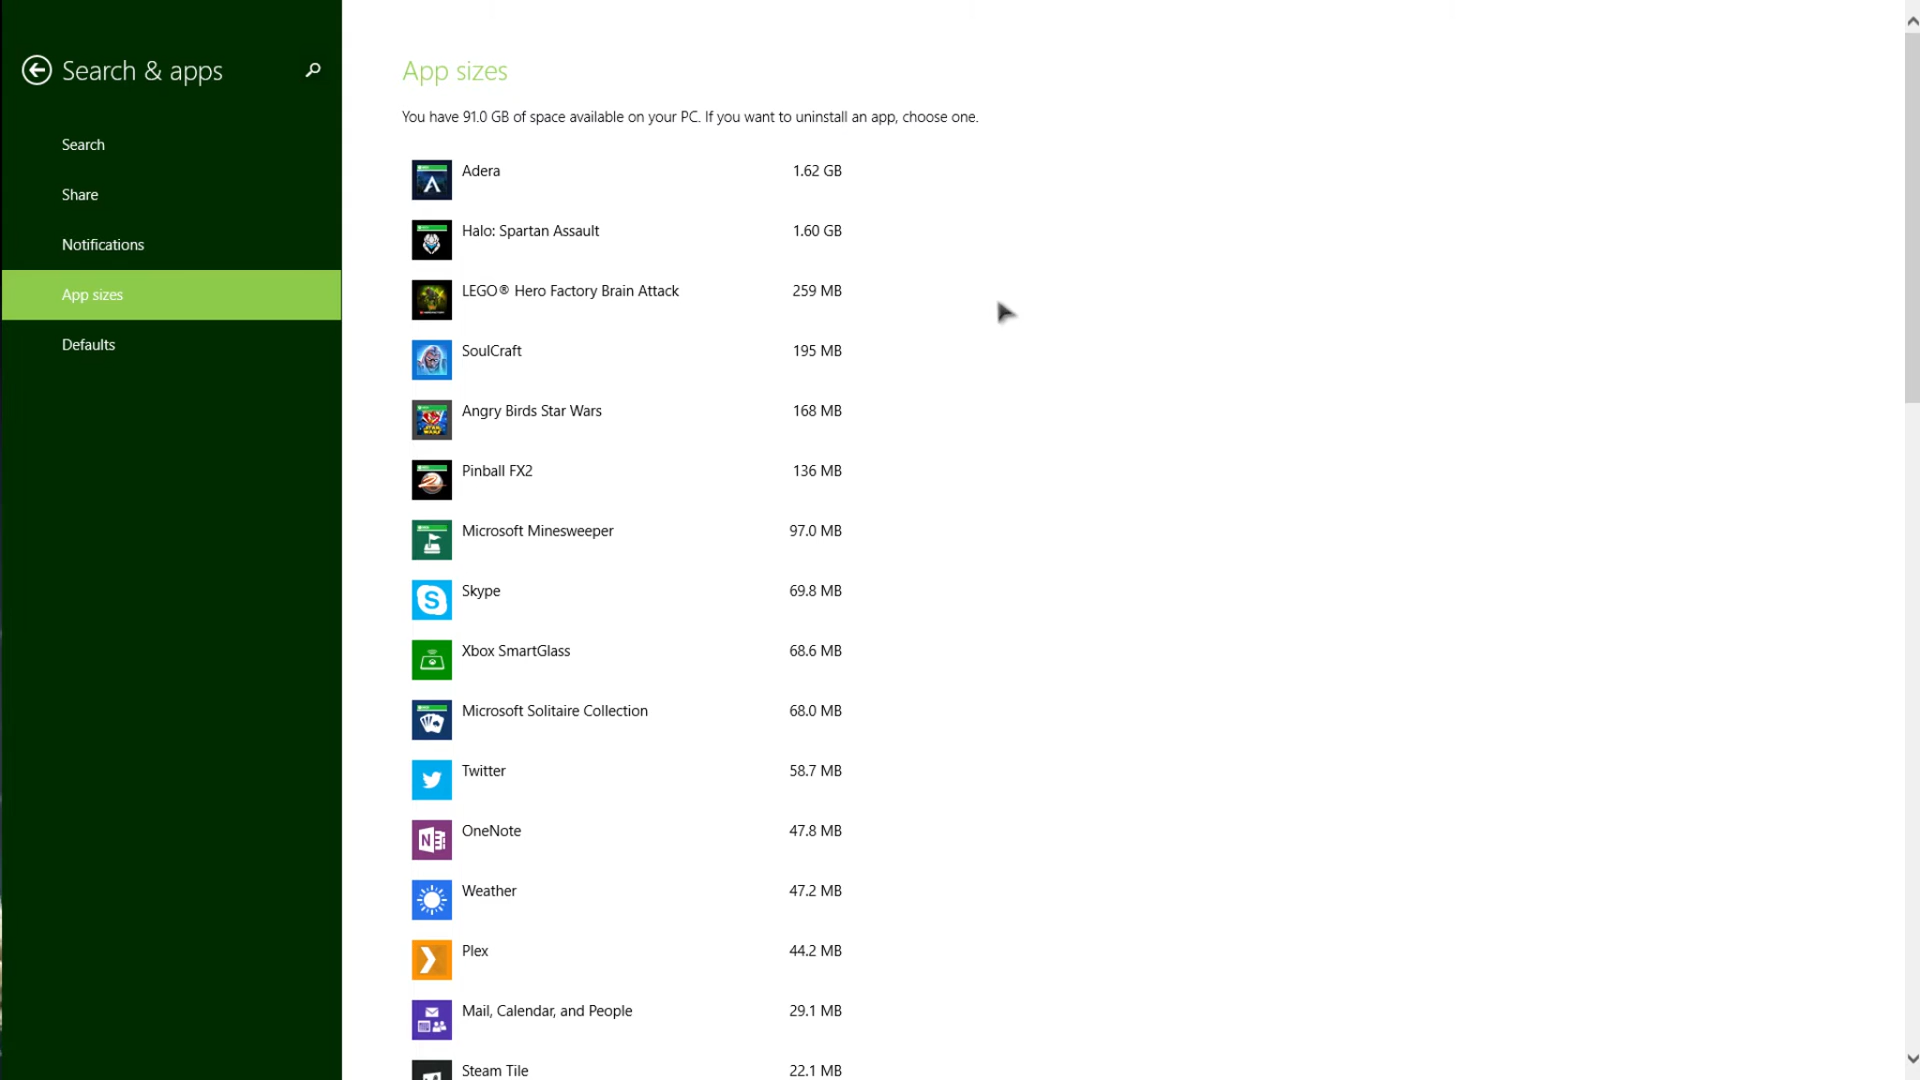 Search & apps
Search
Share
Notifications
App sizes
Defaults
App sizes
You have 91.0 GB of space available on your PC. If you want to uninstall an app, choose one.
Adera 1.62 GB
Halo: Spartan Assault 1.60 GB
LEGO® Hero Factory Brain Attack 259 MB
SoulCraft 195 MB
Angry Birds Star Wars 168 MB
Pinball FX2 136 MB
Microsoft Minesweeper 97.0 MB
Skype 69.8 MB
Xbox SmartGlass 68.6 MB
Microsoft Solitaire Collection 68.0 MB
Twitter 58.7 MB
OneNote 47.8 MB
Weather 47.2 MB
Plex 44.2 MB
Mail, Calendar, and People 29.1 MB
Steam Tile 22.1 MB